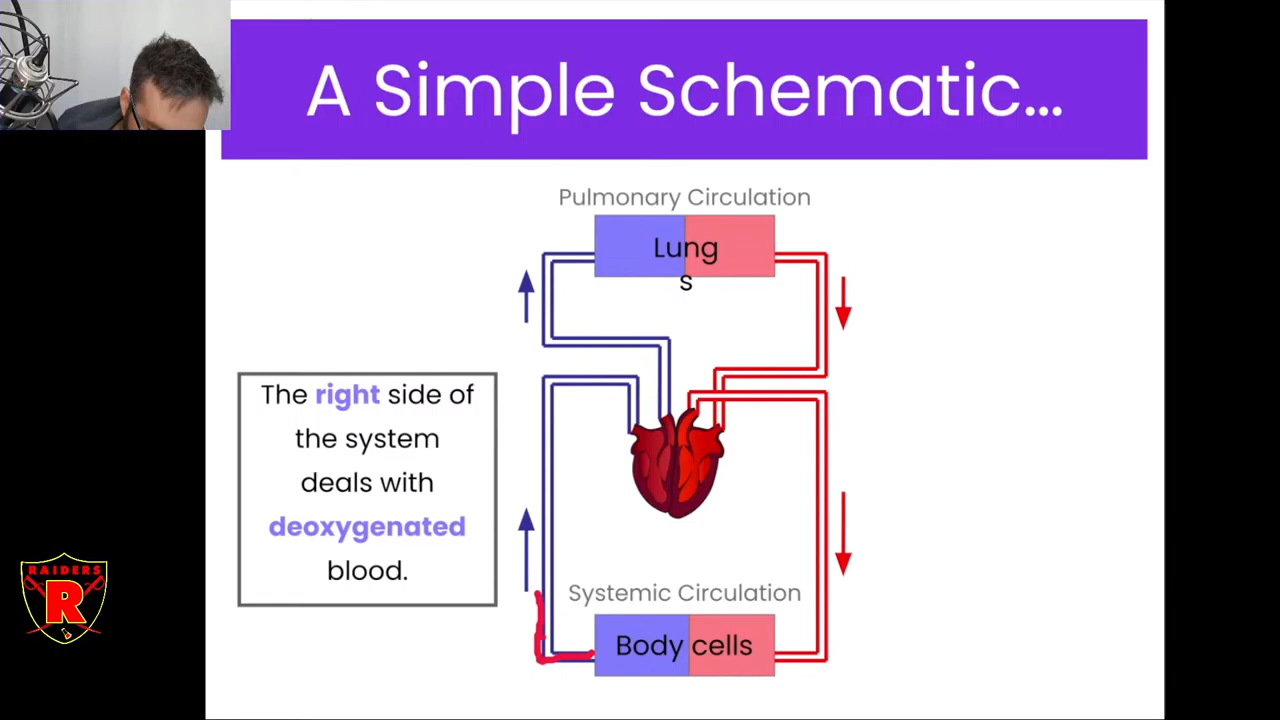 A Simple Schematic...
Pulmonary Circulation
Lung
s
The right side of
the system
deals with
deoxygenated
blood.
Systemic Circulation
Body cells
RAIDERS
R